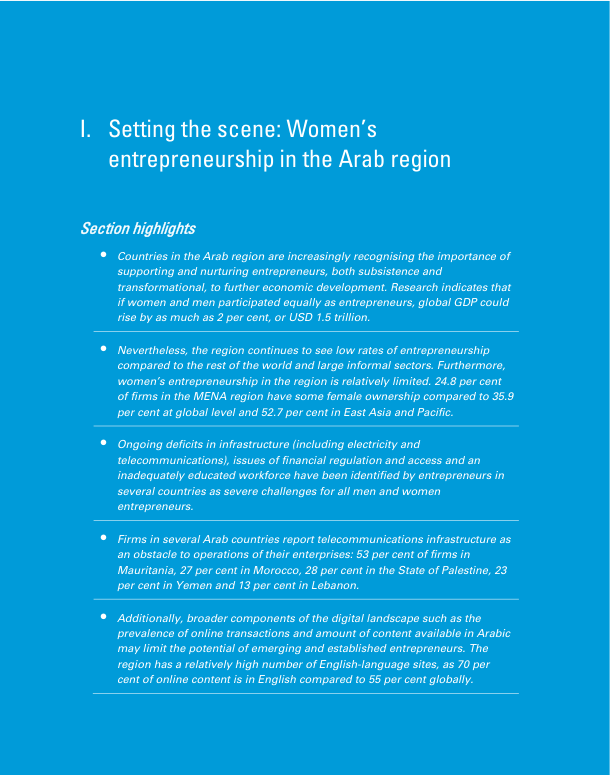 I. Setting the scene: Women's
entrepreneurship in the Arab region
Section highlights
• Countries in the Arab region are increasingly recognising the importance of
supporting and nurturing entrepreneurs, both subsistence and
transformational, to further economic development. Research indicates that
if women and men participated equally as entrepreneurs, global GDP could
rise by as much as 2 per cent, or USD 1.5 trillion.
• Nevertheless, the region continues to see low rates of entrepreneurship
compared to the rest of the world and large informal sectors. Furthermore,
women's entrepreneurship in the region is relatively limited. 24.8 per cent
of firms in the MENA region have some female ownership compared to 35.9
per cent at global level and 52.7 per cent in East Asia and Pacific.
• Ongoing deficits in infrastructure (including electricity and
telecommunications), issues of financial regulation and access and an
inadequately educated workforce have been identified by entrepreneurs in
several countries as severe challenges for all men and women
entrepreneurs.
• Firms in several Arab countries report telecommunications infrastructure as
an obstacle to operations of their enterprises: 53 per cent of firms in
Mauritania, 27 per cent in Morocco, 28 per cent in the State of Palestine, 23
per cent in Yemen and 13 per cent in Lebanon.
• Additionally, broader components of the digital landscape such as the
prevalence of online transactions and amount of content available in Arabic
may limit the potential of emerging and established entrepreneurs. The
region has a relatively high number of English-language sites, as 70 per
cent of online content is in English compared to 55 per cent globally.